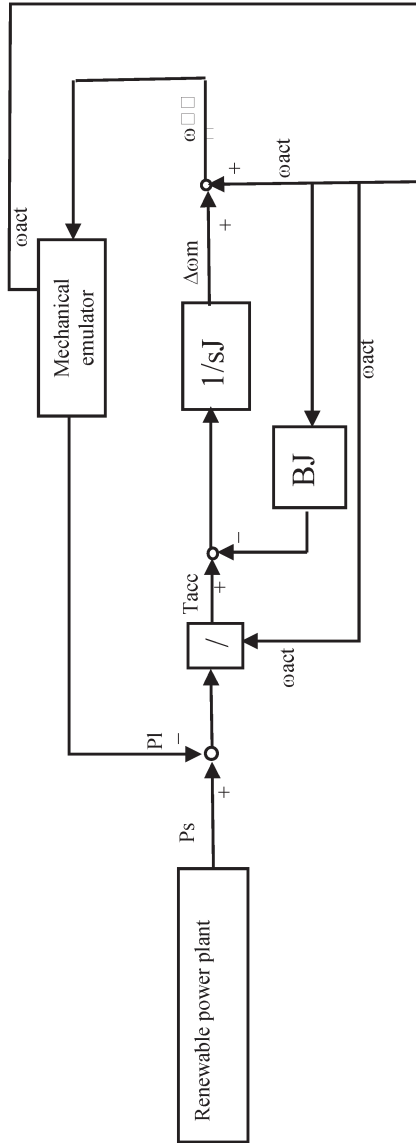 Renewable power plant
Ps
+
Pl
−
/
ωact
Tacc
+
−
BJ
1/sJ
Δωm
+
+
ωact
ωact
ω
Mechanical
emulator
ωact